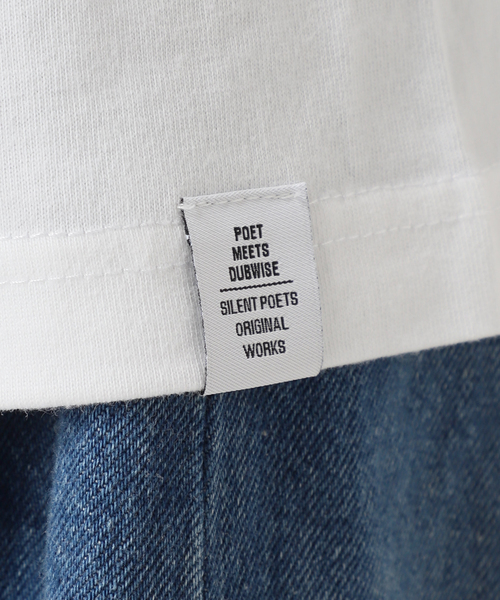 POET
MEETS
DUBWISE
SILENT POETS
ORIGINAL
WORKS